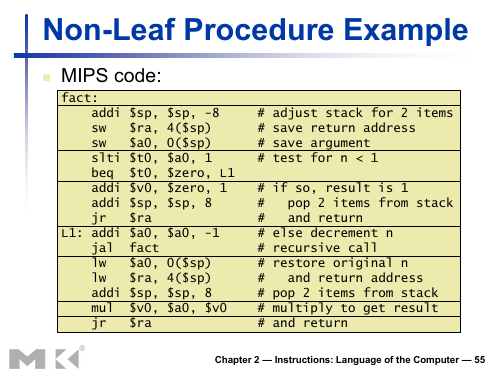 Non-Leaf Procedure Example
MIPS code:
fact:
addi $sp, $sp, -8 # adjust stack for 2 items
sw $ra, 4($sp) # save return address
sw $a0, 0($sp) # save argument
slti $t0, $a0, 1 # test for n < 1
beq $t0, $zero, L1
addi $v0, $zero, 1 # if so, result is 1
addi $sp, $sp, 8 # pop 2 items from stack
jr $ra # and return
L1: addi $a0, $a0, -1 # else decrement n
jal fact # recursive call
lw $a0, 0($sp) # restore original n
lw $ra, 4($sp) # and return address
addi $sp, $sp, 8 # pop 2 items from stack
mul $v0, $a0, $v0 # multiply to get result
jr $ra # and return
MK®
Chapter 2 — Instructions: Language of the Computer — 55